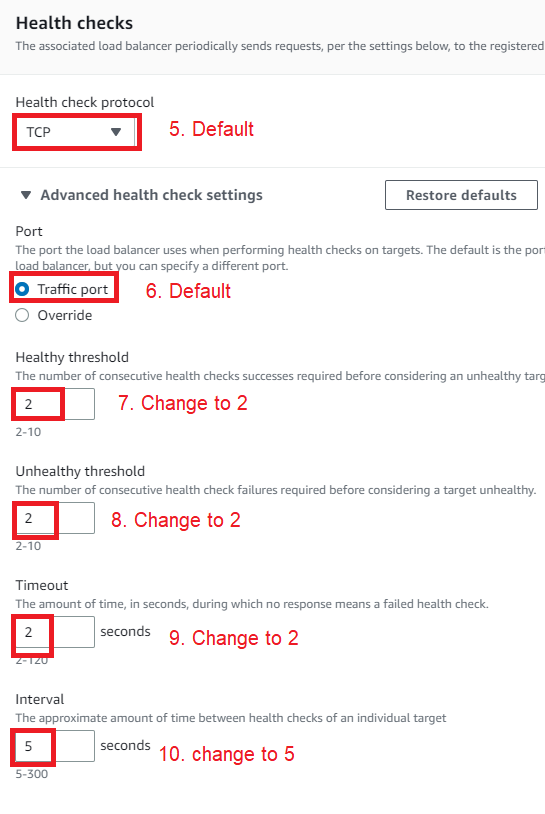 Health checks
The associated load balancer periodically sends requests, per the settings below, to the registered
Health check protocol
TCP
5. Default
Advanced health check settings
Restore defaults
Port
The port the load balancer uses when performing health checks on targets. The default is the por
load balancer, but you can specify a different port.
Traffic port
6. Default
Override
Healthy threshold
The number of consecutive health checks successes required before considering an unhealthy targ
2
7. Change to 2
2-10
Unhealthy threshold
The number of consecutive health check failures required before considering a target unhealthy.
2
8. Change to 2
2-10
Timeout
The amount of time, in seconds, during which no response means a failed health check.
2
seconds
9. Change to 2
2-120
Interval
The approximate amount of time between health checks of an individual target
5
seconds
10. change to 5
5-300